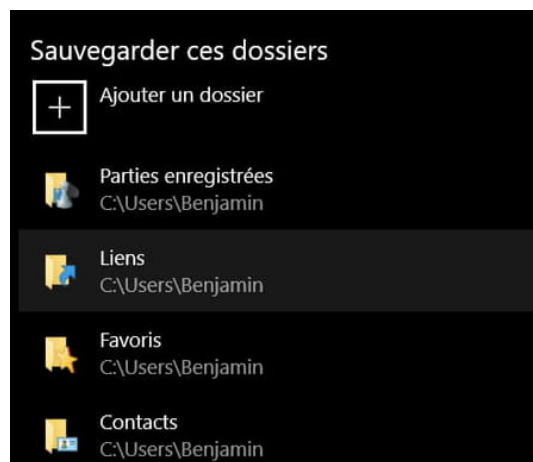 Sauvegarder ces dossiers
Ajouter un dossier
Parties enregistrées
C:\Users\Benjamin
Liens
C:\Users\Benjamin
Favoris
C:\Users\Benjamin
Contacts
C:\Users\Benjamin